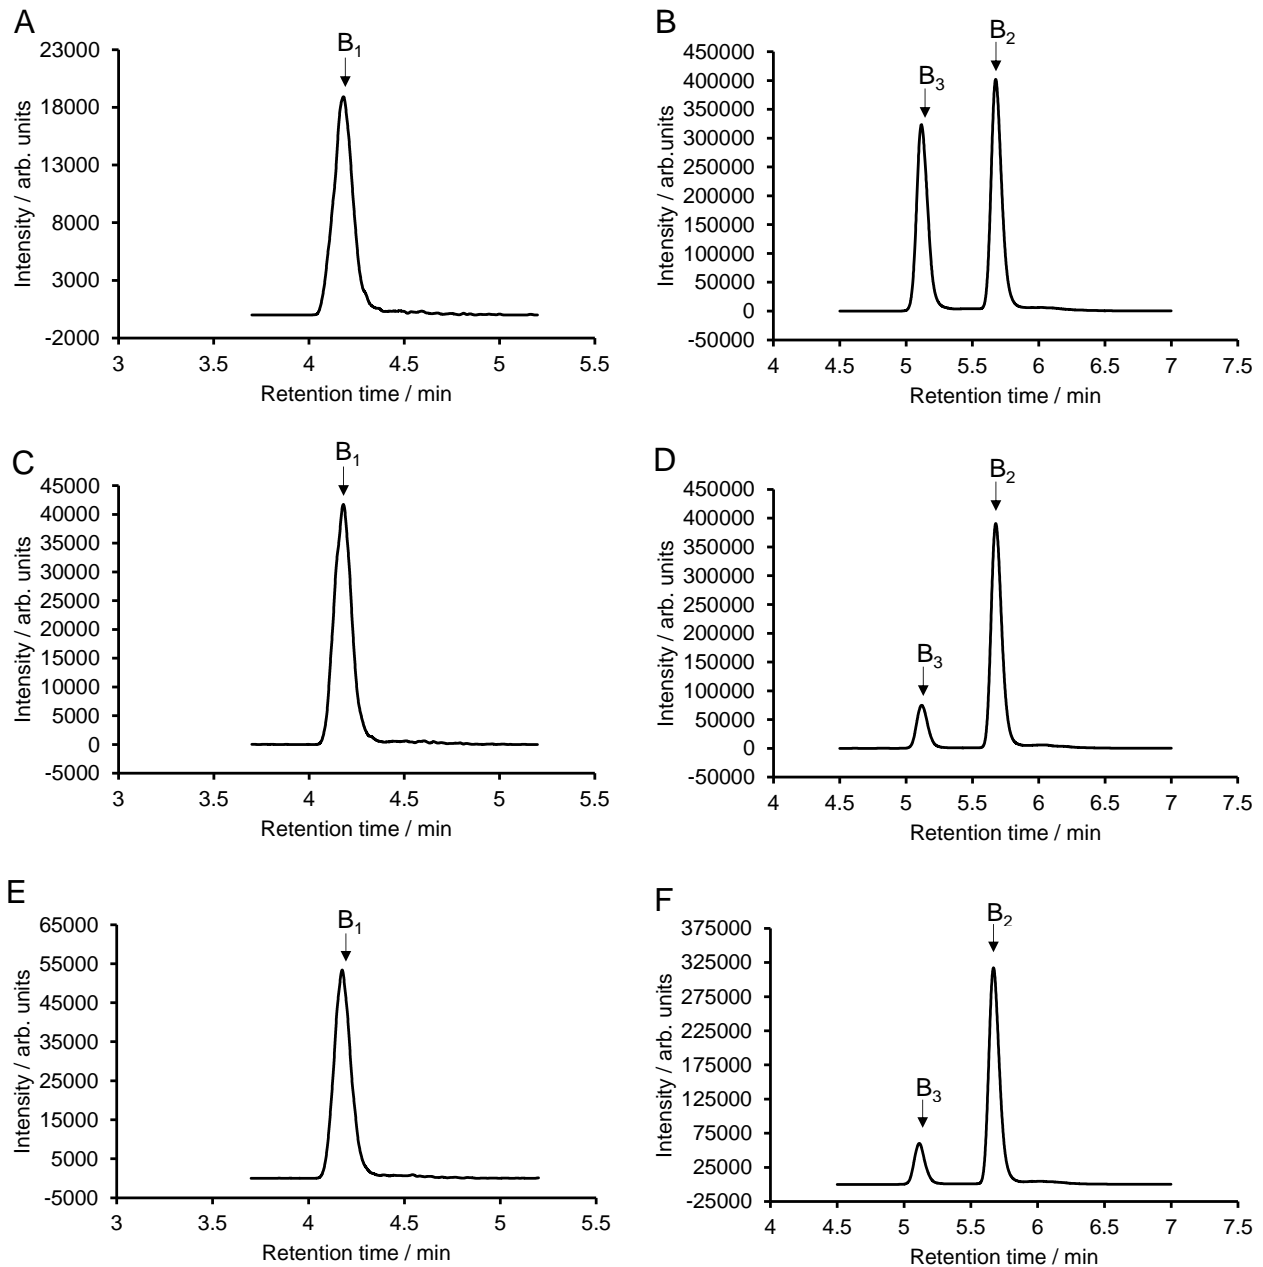 A
B₁
23000
18000
13000
8000
3000
-2000
3 3.5 4 4.5 5 5.5
Intensity / arb. units
Retention time / min
B
B₂
B₃
450000
400000
350000
300000
250000
200000
150000
100000
50000
0
-50000
4 4.5 5 5.5 6 6.5 7 7.5
Intensity / arb.units
Retention time / min
C
B₁
45000
40000
35000
30000
25000
20000
15000
10000
5000
0
-5000
3 3.5 4 4.5 5 5.5
Intensity / arb. units
Retention time / min
D
B₂
B₃
450000
400000
350000
300000
250000
200000
150000
100000
50000
0
-50000
4 4.5 5 5.5 6 6.5 7 7.5
Intensity / arb. units
Retention time / min
E
B₁
65000
55000
45000
35000
25000
15000
5000
-5000
3 3.5 4 4.5 5 5.5
Intensity / arb. units
Retention time / min
F
B₂
B₃
375000
325000
275000
225000
175000
125000
75000
25000
-25000
4 4.5 5 5.5 6 6.5 7 7.5
Intensity / arb. units
Retention time / min